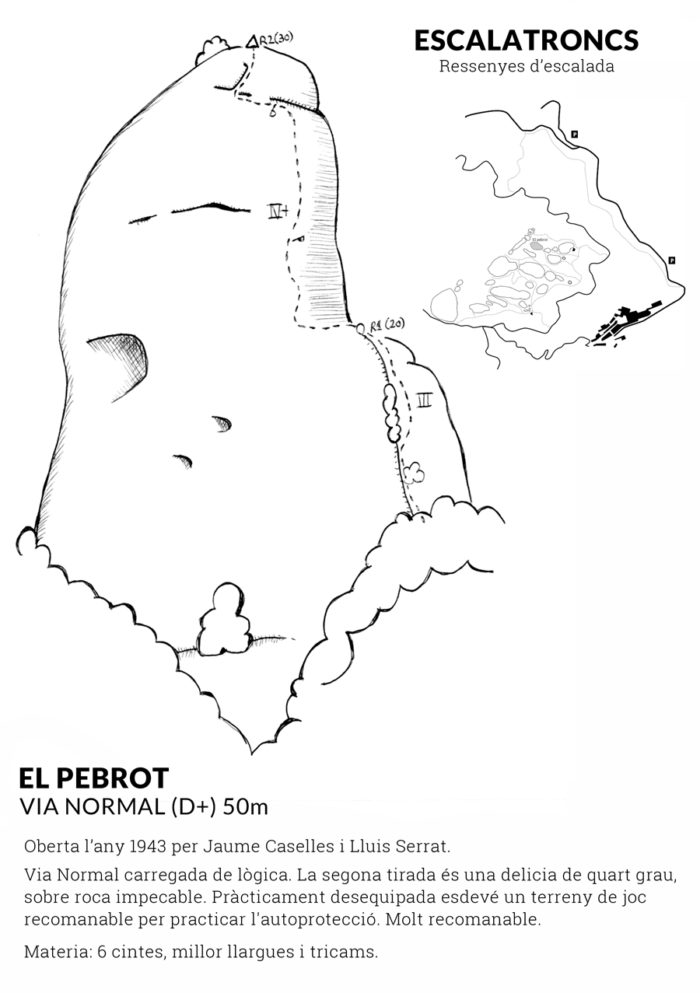 ESCALATRONCS
Ressenyes d'escalada
R2(30)
P
IV+
P
El pebrot
R1(20)
III
EL PEBROT
VIA NORMAL (D+) 50m
Oberta l'any 1943 per Jaume Caselles i Lluis Serrat.
Via Normal carregada de lògica. La segona tirada és una delicia de quart grau,
sobre roca impecable. Pràcticament desequipada esdevé un terreny de joc
recomanable per practicar l'autoprotecció. Molt recomanable.
Materia: 6 cintes, millor llargues i tricams.